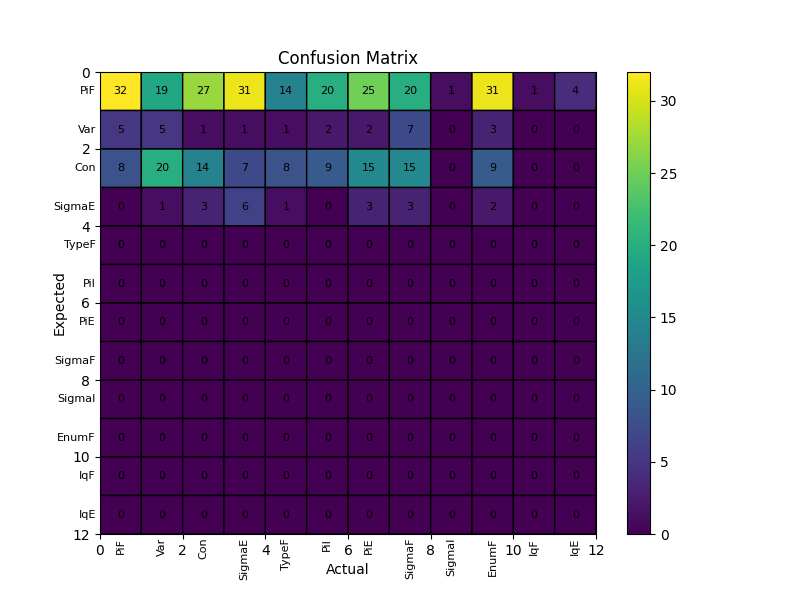 Confusion Matrix
0
PiF 32 19 27 31 14 20 25 20 1 31 1 4
Var 5 5 1 1 1 2 2 7 0 3 0 0
2
Con 8 20 14 7 8 9 15 15 0 9 0 0
SigmaE 0 1 3 6 1 0 3 3 0 2 0 0
4
TypeF 0 0 0 0 0 0 0 0 0 0 0 0
PiI 0 0 0 0 0 0 0 0 0 0 0 0
6
PiE 0 0 0 0 0 0 0 0 0 0 0 0
SigmaF 0 0 0 0 0 0 0 0 0 0 0 0
8
SigmaI 0 0 0 0 0 0 0 0 0 0 0 0
EnumF 0 0 0 0 0 0 0 0 0 0 0 0
10
IqF 0 0 0 0 0 0 0 0 0 0 0 0
IqE 0 0 0 0 0 0 0 0 0 0 0 0
12
Expected
0 2 4 6 8 10 12
PiF Var Con SigmaE TypeF PiI PiE SigmaF SigmaI EnumF IqF IqE
Actual
30
25
20
15
10
5
0